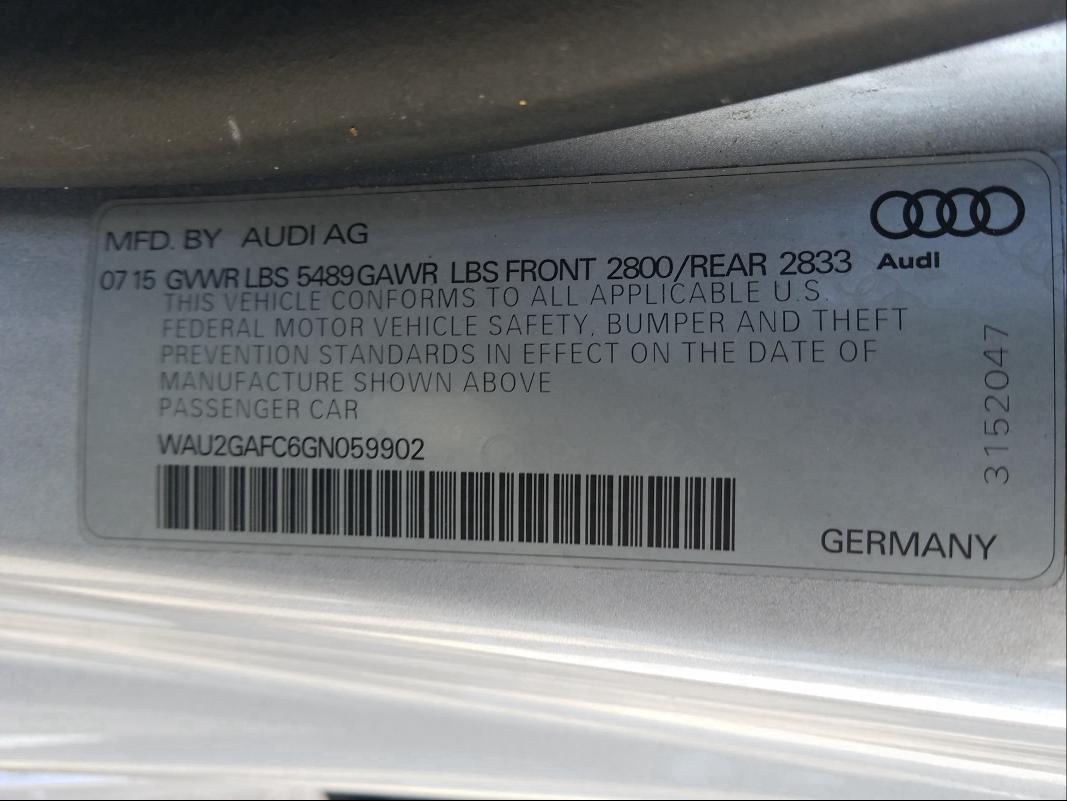 MFD. BY AUDI AG
07 15 GVWR LBS 5489 GAWR LBS FRONT 2800/REAR 2833
Audi
THIS VEHICLE CONFORMS TO ALL APPLICABLE U.S.
FEDERAL MOTOR VEHICLE SAFETY, BUMPER AND THEFT
PREVENTION STANDARDS IN EFFECT ON THE DATE OF
MANUFACTURE SHOWN ABOVE
PASSENGER CAR
WAU2GAFC6GN059902
3152047
GERMANY